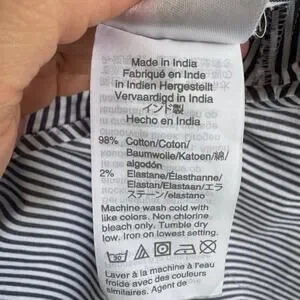 Made in India
Fabriqué en Inde
in Indien Hergestellt
Vervaardigd in India
インド製
Hecho en India
98% Cotton/Coton/
Baumwolle/Katoen/綿/
algodón
2% Elastane/Élasthanne/
Elastan/Elastaan/エラ
ステーン/elastano
Machine wash cold with
like colors. Non chlorine
bleach only. Tumble dry
low. Iron on lowest setting.
Laver à la machine à l'eau
froide avec des couleurs
similaires. Agent de